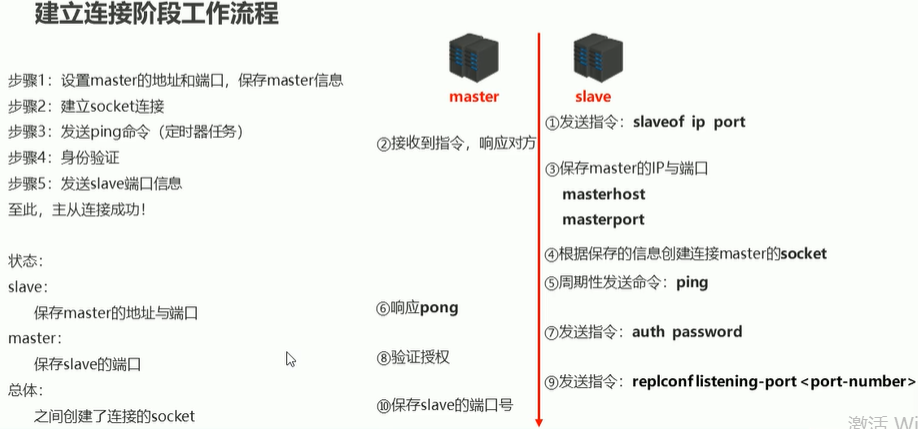 建立连接阶段工作流程
步骤1：设置master的地址和端口，保存master信息
步骤2：建立socket连接
步骤3：发送ping命令（定时器任务）
步骤4：身份验证
步骤5：发送slave端口信息
至此，主从连接成功！
状态：
slave：
保存master的地址与端口
master：
保存slave的端口
总体：
之间创建了连接的socket
master
slave
①发送指令：slaveof ip port
②接收到指令，响应对方
③保存master的IP与端口
masterhost
masterport
④根据保存的信息创建连接master的socket
⑤周期性发送命令：ping
⑥响应pong
⑦发送指令：auth password
⑧验证授权
⑨发送指令：replconf listening-port <port-number>
⑩保存slave的端口号
激活 Wi